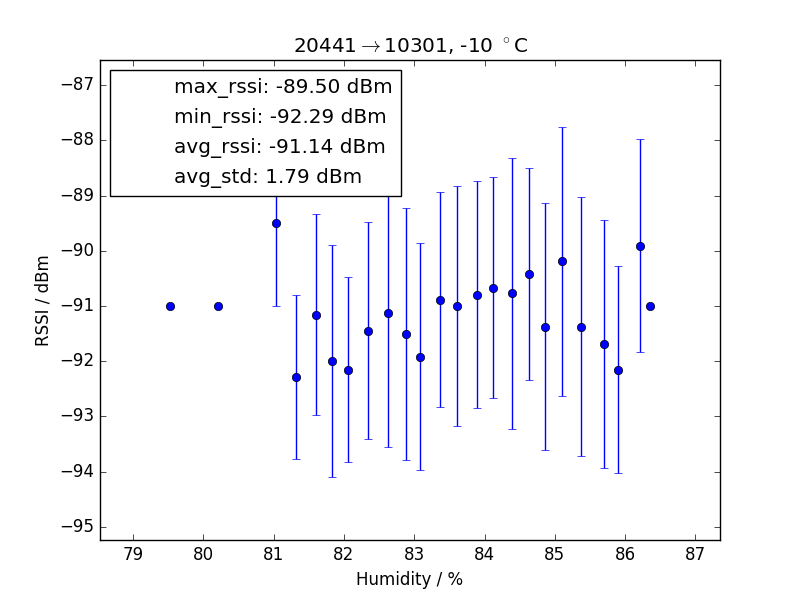 20441→10301, -10 °C
max_rssi: -89.50 dBm
min_rssi: -92.29 dBm
avg_rssi: -91.14 dBm
avg_std: 1.79 dBm
RSSI / dBm
−87
−88
−89
−90
−91
−92
−93
−94
−95
79 80 81 82 83 84 85 86 87
Humidity / %